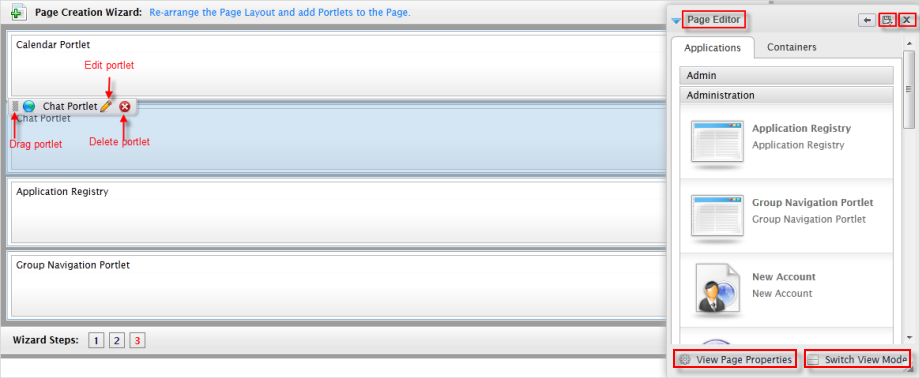 Page Creation Wizard: Re-arrange the Page Layout and add Portlets to the Page.
Calendar Portlet
Edit portlet
Chat Portlet
Chat Portlet
Drag portlet
Delete portlet
Application Registry
Group Navigation Portlet
Wizard Steps: 1 2 3
Page Editor
Applications Containers
Admin
Administration
Application Registry
Application Registry
Group Navigation Portlet
Group Navigation Portlet
New Account
New Account
View Page Properties Switch View Mode